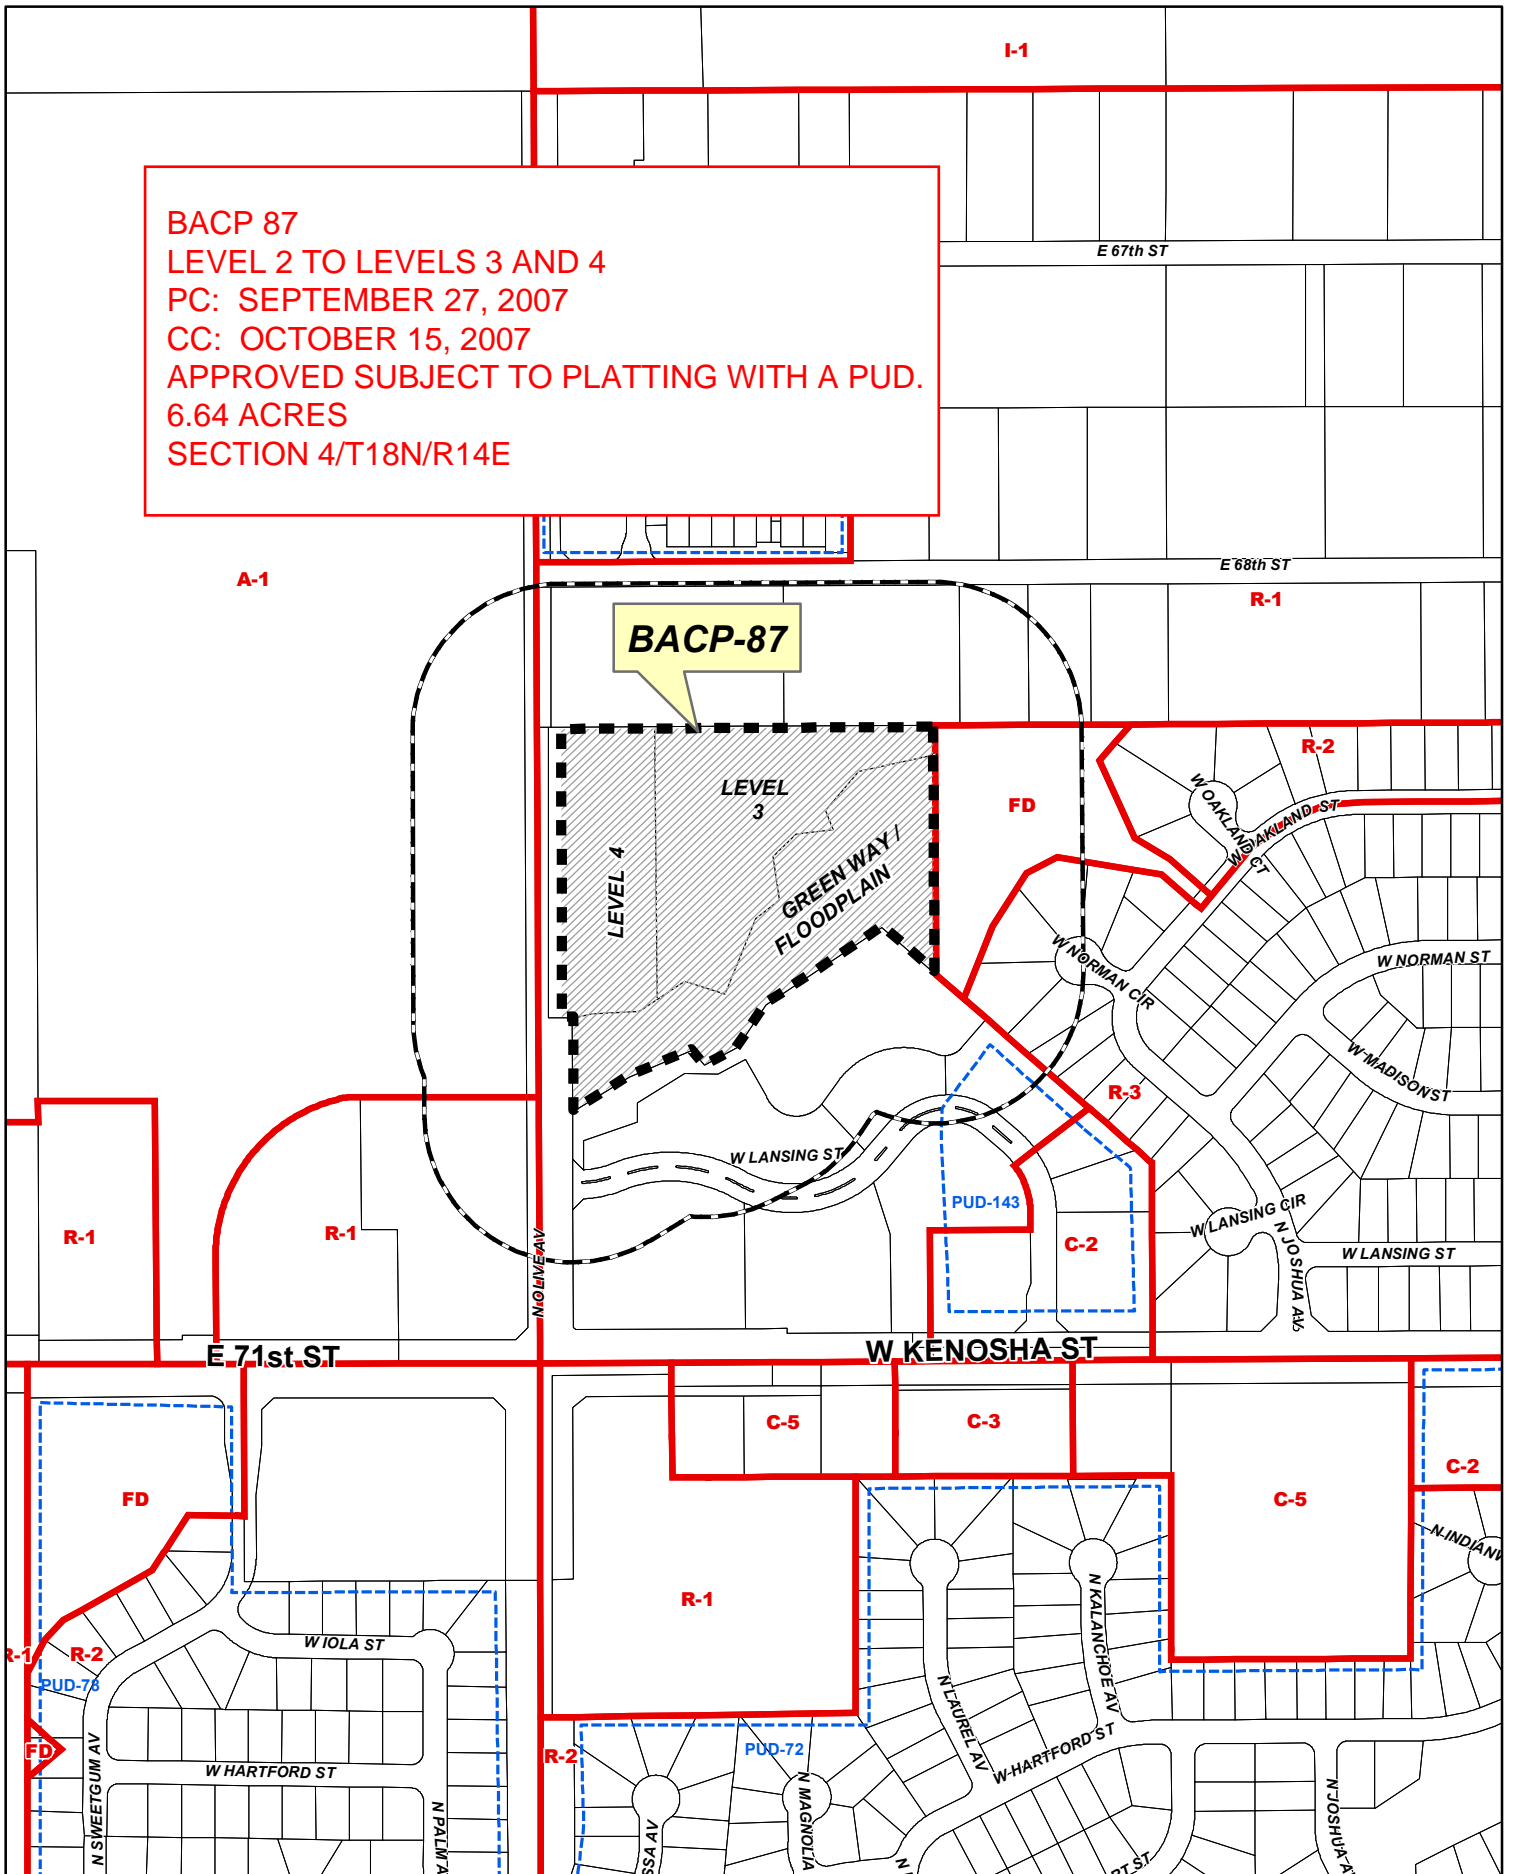 I-1
BACP 87
LEVEL 2 TO LEVELS 3 AND 4
PC: SEPTEMBER 27, 2007
CC: OCTOBER 15, 2007
APPROVED SUBJECT TO PLATTING WITH A PUD.
6.64 ACRES
SECTION 4/T18N/R14E
E 67th ST
E 68th ST
A-1
R-1
BACP-87
R-2
LEVEL
3
FD
W OAKLAND CT
W OAKLAND ST
LEVEL 4
GREEN WAY /
FLOODPLAIN
W NORMAN CIR
W NORMAN ST
W MADISON ST
R-3
W LANSING ST
PUD-143
W LANSING CIR
N JOSHUA AV
W LANSING ST
R-1
R-1
N OLIVE AV
C-2
E 71st ST
W KENOSHA ST
C-5
C-3
C-2
FD
C-5
N INDIANW
R-1
N KALANCHOE AV
W IOLA ST
R-1
R-2
PUD-78
N LAUREL AV
FD
R-2
PUD-72
W HARTFORD ST
W HARTFORD ST
N SWEETGUM AV
N PALM A
SSA AV
N MAGNOLIA
N
RT ST
N JOSHUA A